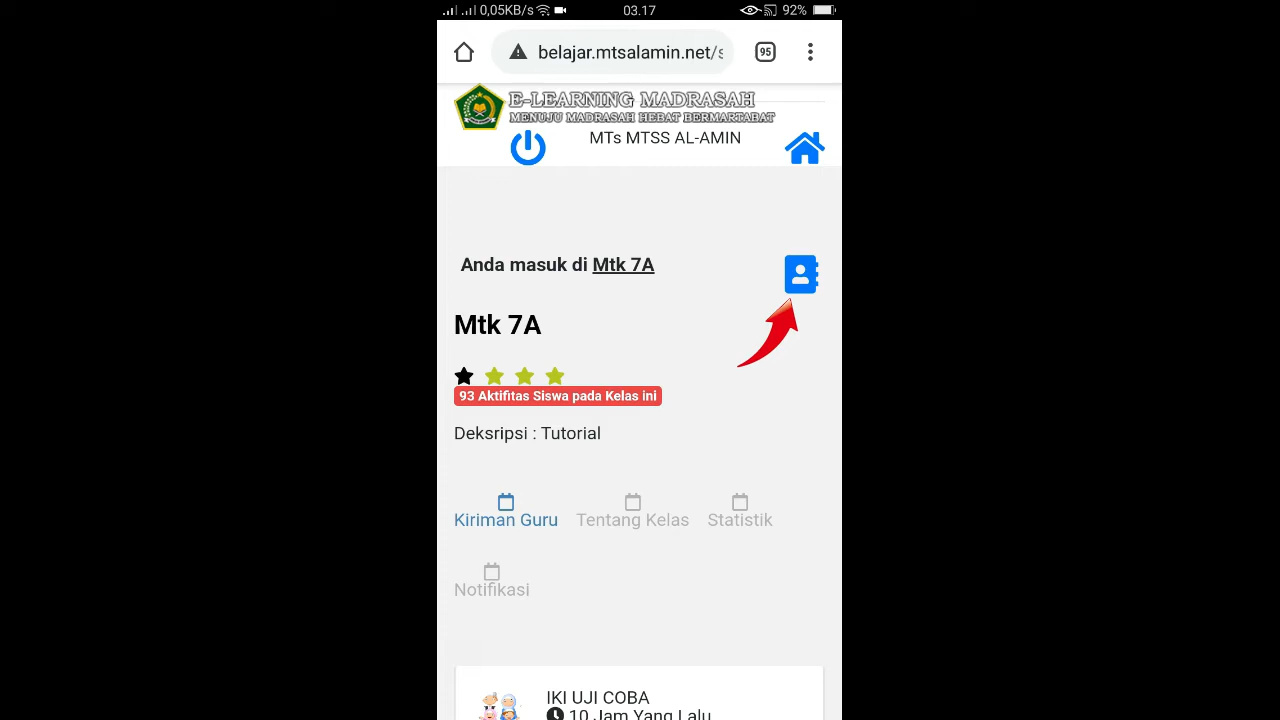 0,05KB/s 03.17 92%
belajar.mtsalamin.net/s 95
E-LEARNING MADRASAH
MENUJU MADRASAH HEBAT BERMARTABAT
MTs MTSS AL-AMIN
Anda masuk di Mtk 7A
Mtk 7A
93 Aktifitas Siswa pada Kelas ini
Deksripsi : Tutorial
Kiriman Guru Tentang Kelas Statistik
Notifikasi
IKI UJI COBA
10 Jam Yang Lalu